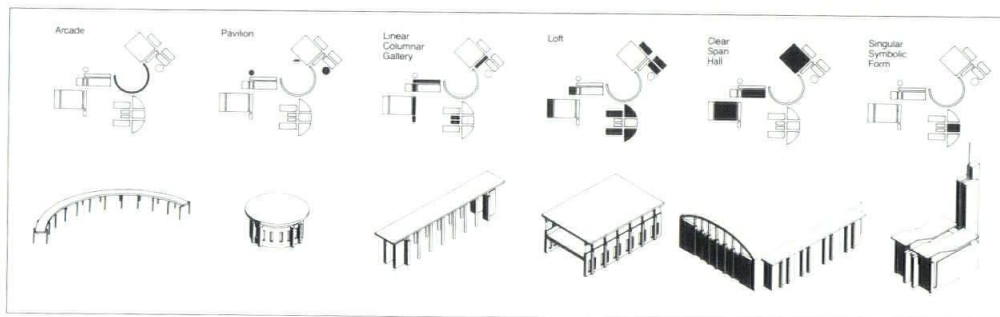 Arcade
Pavilion
Linear
Columnar
Gallery
Loft
Clear
Span
Hall
Singular
Symbolic
Form